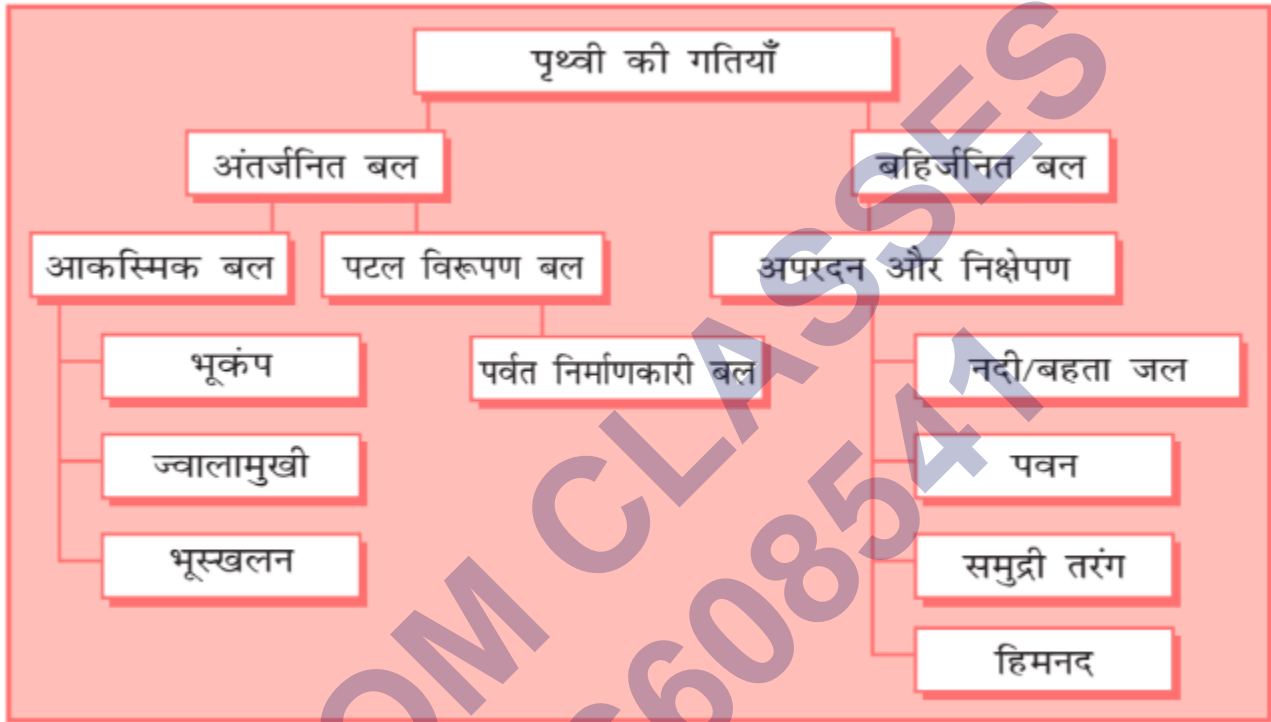 पृथ्वी की गतियाँ
अंतर्जनित बल
बहिर्जनित बल
आकस्मिक बल
पटल विरूपण बल
अपरदन और निक्षेपण
भूकंप
पर्वत निर्माणकारी बल
नदी/बहता जल
ज्वालामुखी
पवन
भूस्खलन
समुद्री तरंग
हिमनद
OM CLASSES
6608541